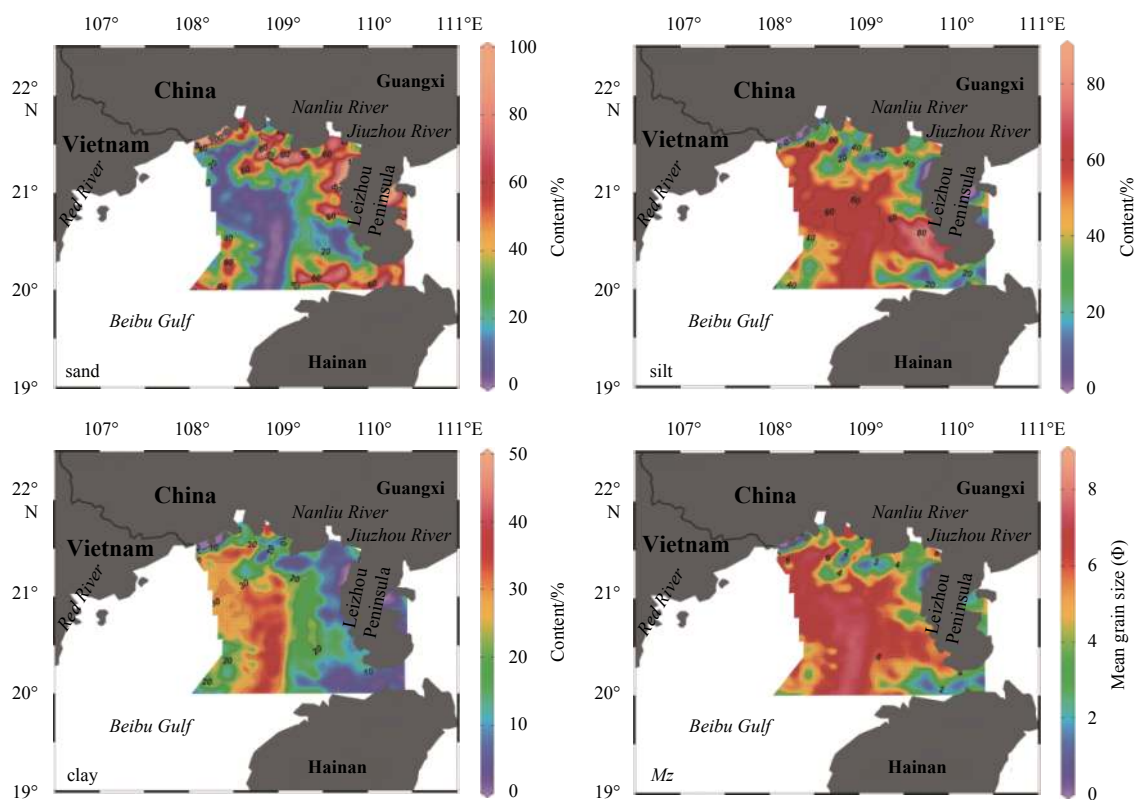 107° 108° 109° 110° 111°E
100
80
60
40
20
0
Content/%
22°
N
21°
20°
19°
China
Guangxi
Nanliu River
Jiuzhou River
Vietnam
Red River
Leizhou
Peninsula
Beibu Gulf
Hainan
sand
107° 108° 109° 110° 111°E
80
60
40
20
0
Content/%
22°
N
21°
20°
19°
China
Guangxi
Nanliu River
Jiuzhou River
Vietnam
Red River
Leizhou
Peninsula
Beibu Gulf
Hainan
silt
107° 108° 109° 110° 111°E
50
40
30
20
10
0
Content/%
22°
N
21°
20°
19°
China
Guangxi
Nanliu River
Jiuzhou River
Vietnam
Red River
Leizhou
Peninsula
Beibu Gulf
Hainan
clay
107° 108° 109° 110° 111°E
8
6
4
2
0
Mean grain size (Φ)
22°
N
21°
20°
19°
China
Guangxi
Nanliu River
Jiuzhou River
Vietnam
Red River
Leizhou
Peninsula
Beibu Gulf
Hainan
Mz